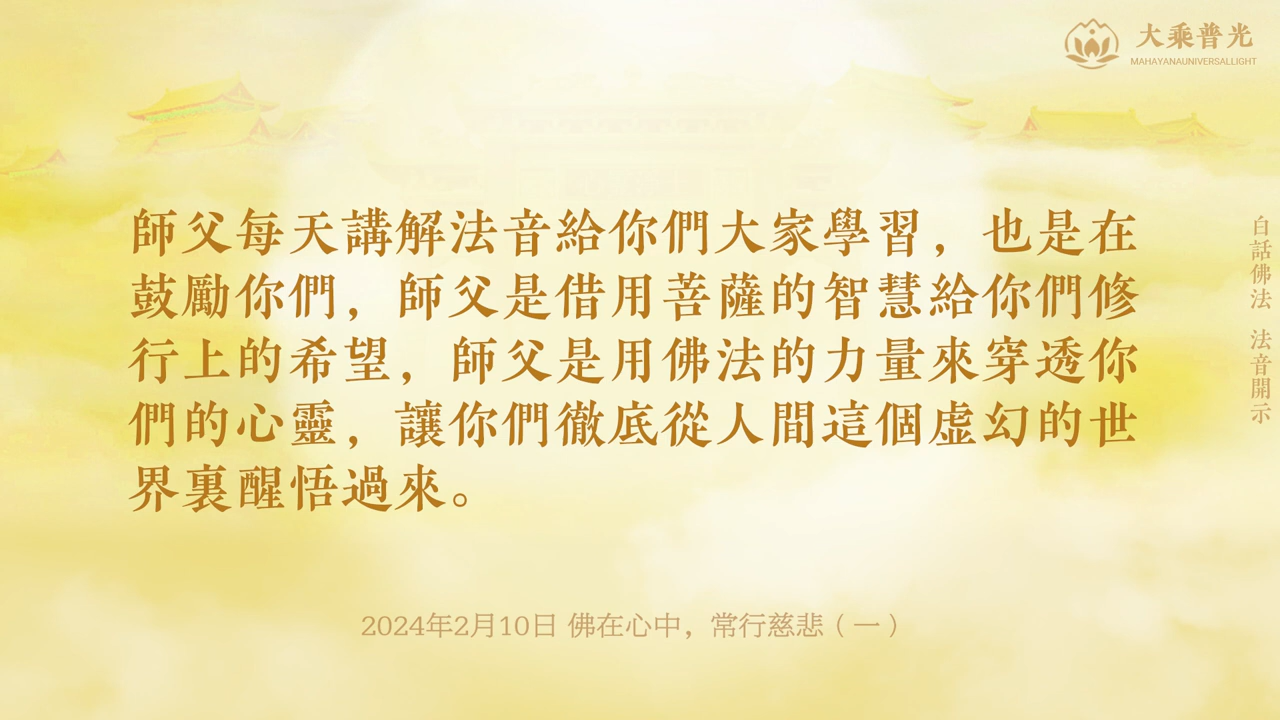 大乘普光
MAHAYANAUNIVERSALLIGHT
師父每天講解法音給你們大家學習，也是在
鼓勵你們，師父是借用菩薩的智慧給你們修
行上的希望，師父是用佛法的力量來穿透你
們的心靈，讓你們徹底從人間這個虛幻的世
界裏醒悟過來。
白話佛法 法音開示
2024年2月10日 佛在心中，常行慈悲（一）